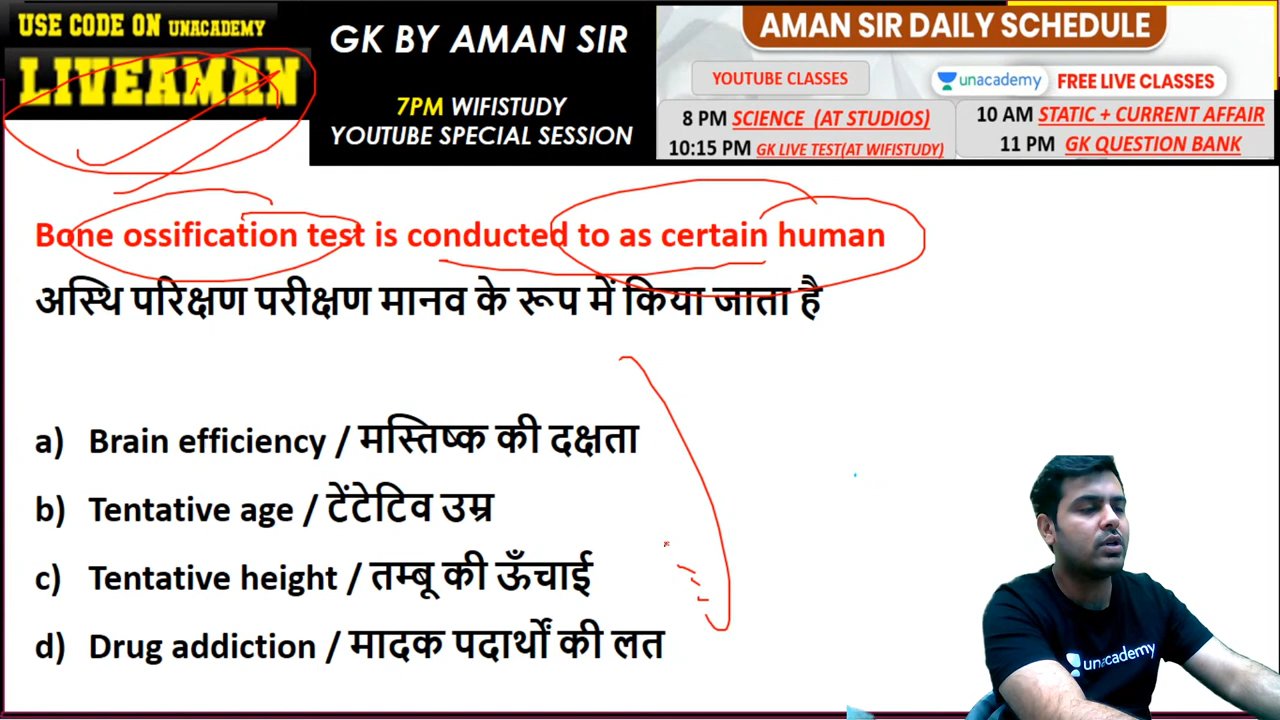 USE CODE ON UNACADEMY
LIVEAMAN
GK BY AMAN SIR
7PM WIFISTUDY
YOUTUBE SPECIAL SESSION
AMAN SIR DAILY SCHEDULE
YOUTUBE CLASSES
unacademy FREE LIVE CLASSES
8 PM SCIENCE (AT STUDIOS)
10 AM STATIC + CURRENT AFFAIR
10:15 PM GK LIVE TEST(AT WIFISTUDY)
11 PM GK QUESTION BANK
Bone ossification test is conducted to as certain human
अस्थि परिक्षण परीक्षण मानव के रूप में किया जाता है
a) Brain efficiency / मस्तिष्क की दक्षता
b) Tentative age / टेंटेटिव उम्र
c) Tentative height / तम्बू की ऊँचाई
d) Drug addiction / मादक पदार्थों की लत
unacademy